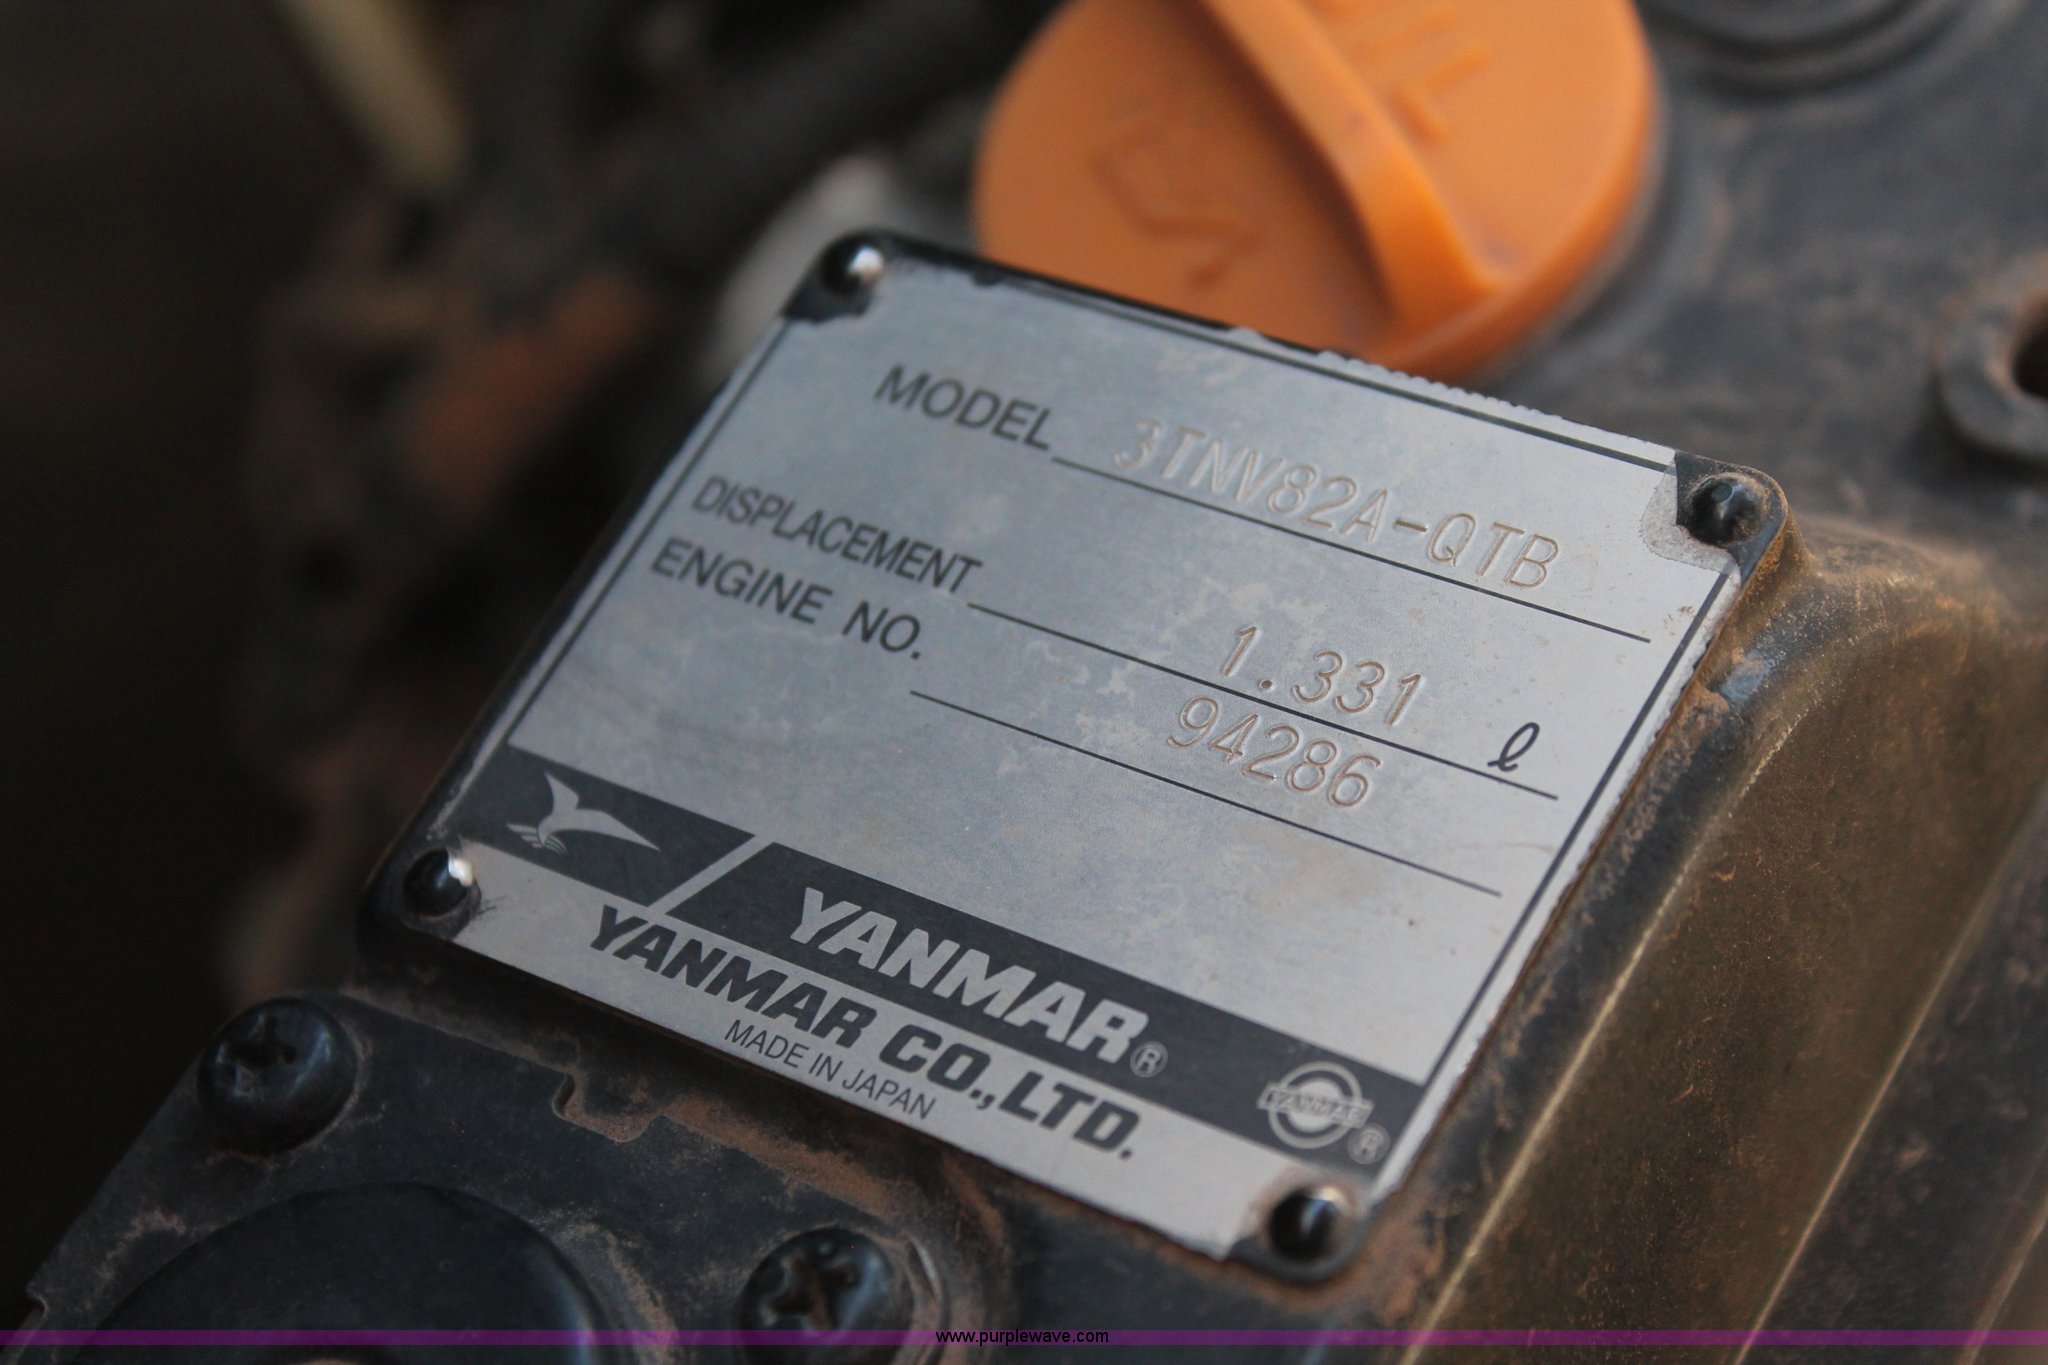 MODEL 3TNV82A-QTB
DISPLACEMENT 1.331 ℓ
ENGINE NO. 94286
YANMAR®
YANMAR ®
YANMAR CO.,LTD.
MADE IN JAPAN
www.purplewave.com